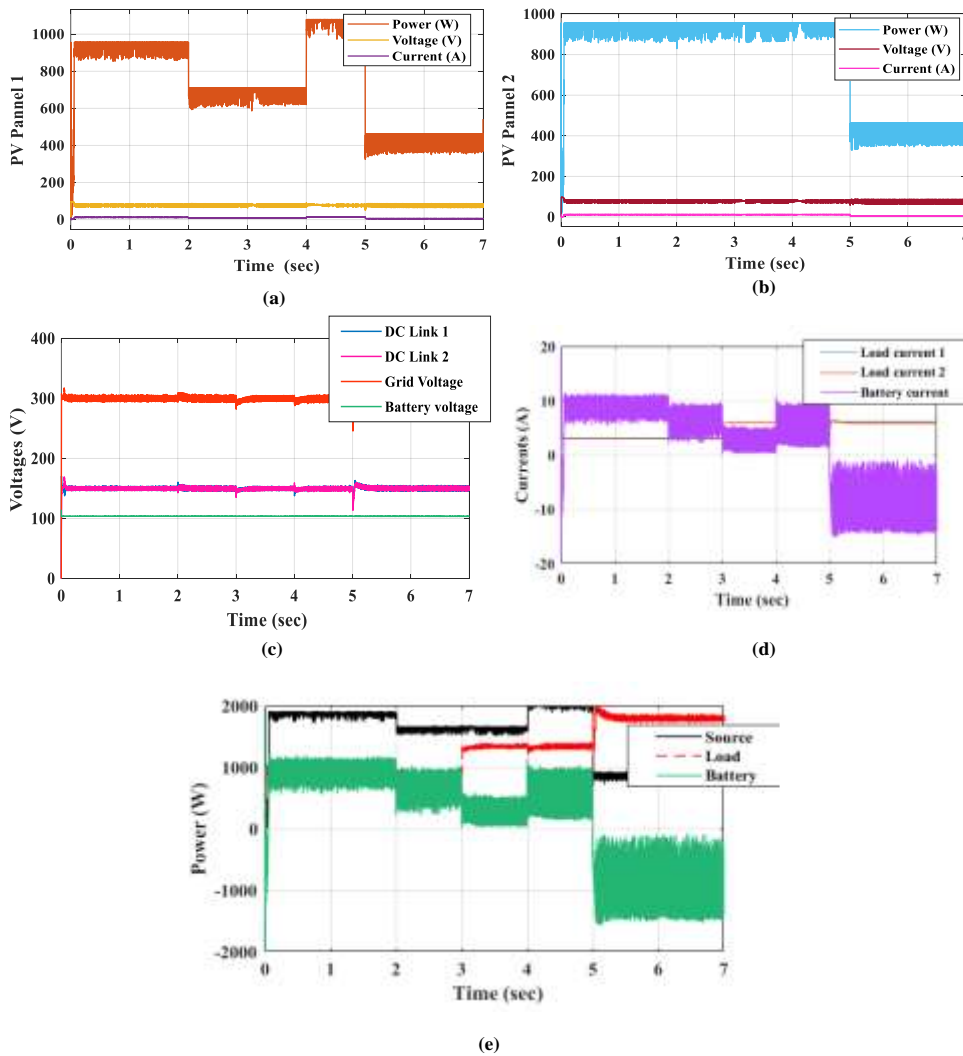 Power (W)
Voltage (V)
Current (A)
1000
800
600
400
200
0
PV Pannel 1
0 1 2 3 4 5 6 7
Time (sec)
(a)
Power (W)
Voltage (V)
Current (A)
1000
800
600
400
200
0
PV Pannel 2
0 1 2 3 4 5 6 7
Time (sec)
(b)
DC Link 1
DC Link 2
Grid Voltage
Battery voltage
400
300
200
100
0
Voltages (V)
0 1 2 3 4 5 6 7
Time (sec)
(c)
Load current 1
Load current 2
Battery current
20
10
0
-10
-20
Currents (A)
0 1 2 3 4 5 6 7
Time (sec)
(d)
Source
Load
Battery
2000
1000
0
-1000
-2000
Power (W)
0 1 2 3 4 5 6 7
Time (sec)
(e)